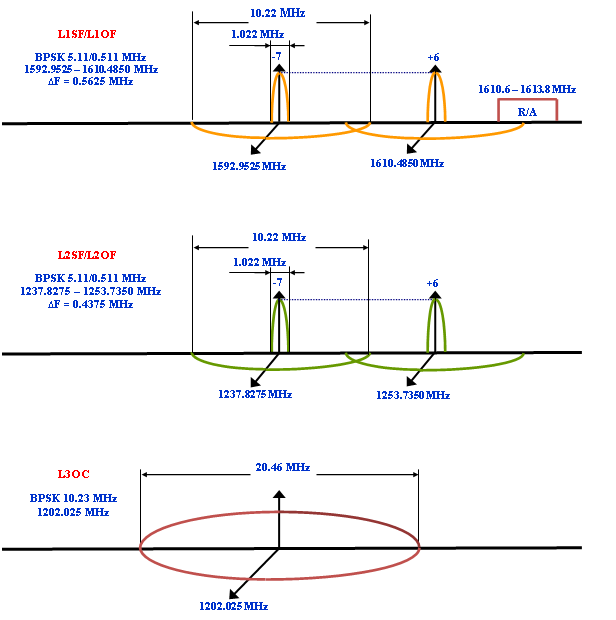 L1SF/L1OF
BPSK 5.11/0.511 MHz
1592.9525 – 1610.4850 MHz
ΔF = 0.5625 MHz
10.22 MHz
1.022 MHz
-7
+6
1610.6 – 1613.8 MHz
R/A
1592.9525 MHz
1610.4850 MHz
L2SF/L2OF
BPSK 5.11/0.511 MHz
1237.8275 – 1253.7350 MHz
ΔF = 0.4375 MHz
10.22 MHz
1.022 MHz
-7
+6
1237.8275 MHz
1253.7350 MHz
L3OC
BPSK 10.23 MHz
1202.025 MHz
20.46 MHz
1202.025 MHz